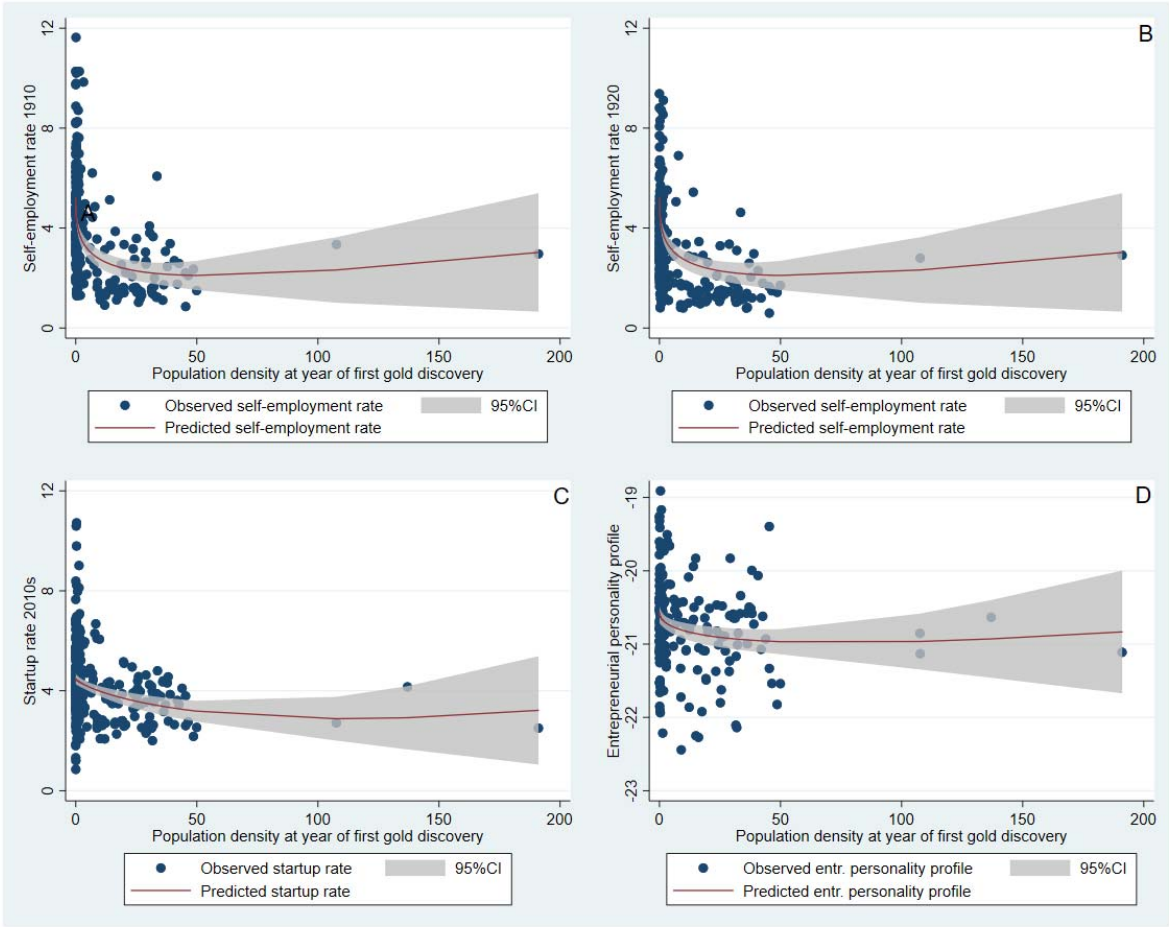 Self-employment rate 1910
12
8
4
0
A
0 50 100 150 200
Population density at year of first gold discovery
Observed self-employment rate 95%CI
Predicted self-employment rate
B
Self-employment rate 1920
12
8
4
0
0 50 100 150 200
Population density at year of first gold discovery
Observed self-employment rate 95%CI
Predicted self-employment rate
C
Startup rate 2010s
12
8
4
0
0 50 100 150 200
Population density at year of first gold discovery
Observed startup rate 95%CI
Predicted startup rate
D
Entrepreneurial personality profile
-19
-20
-21
-22
-23
0 50 100 150 200
Population density at year of first gold discovery
Observed entr. personality profile 95%CI
Predicted entr. personality profile